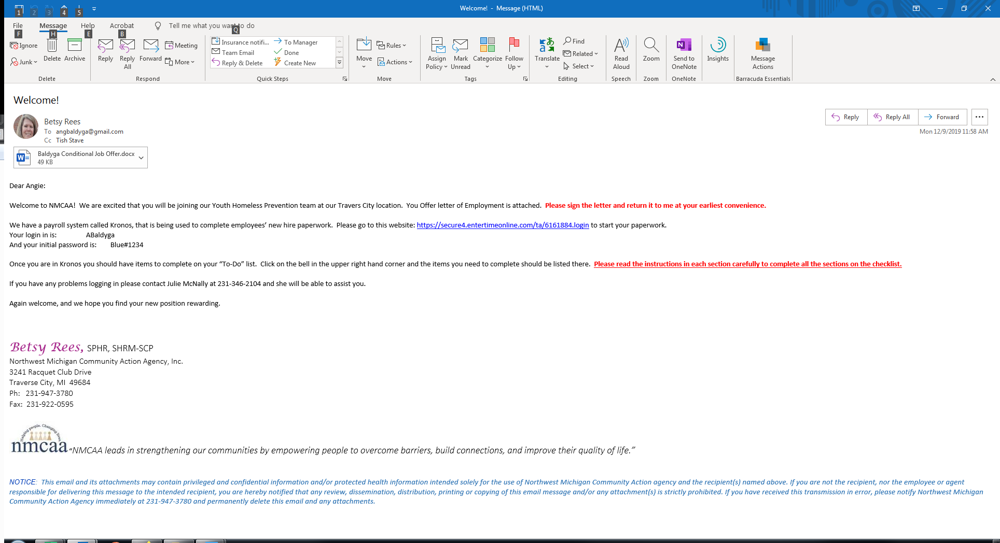 1 2 3 4 5
Welcome! - Message (HTML)
File Message Help Acrobat Tell me what you want to do
F H E B Q
Ignore
Junk
Delete
Archive
Delete
Reply
Reply
All
Forward
Meeting
More
Respond
Insurance notifi...
Team Email
Reply & Delete
To Manager
Done
Create New
Quick Steps
Move
Rules
Actions
Move
Assign
Policy
Mark
Unread
Categorize
Follow
Up
Tags
Translate
Find
Related
Select
Editing
Read
Aloud
Speech
Zoom
Zoom
Send to
OneNote
OneNote
Insights
Message
Actions
Barracuda Essentials
Welcome!
Betsy Rees
To angbaldyga@gmail.com
Cc Tish Stave
Reply
Reply All
Forward
Mon 12/9/2019 11:58 AM
Baldyga Conditional Job Offer.docx
49 KB
Dear Angie:
Welcome to NMCAA! We are excited that you will be joining our Youth Homeless Prevention team at our Travers City location. You Offer letter of Employment is attached. Please sign the letter and return it to me at your earliest convenience.
We have a payroll system called Kronos, that is being used to complete employees’ new hire paperwork. Please go to this website: https://secure4.entertimeonline.com/ta/6161884.login to start your paperwork.
Your login in is: ABaldyga
And your initial password is: Blue#1234
Once you are in Kronos you should have items to complete on your “To-Do” list. Click on the bell in the upper right hand corner and the items you need to complete should be listed there. Please read the instructions in each section carefully to complete all the sections on the checklist.
If you have any problems logging in please contact Julie McNally at 231-346-2104 and she will be able to assist you.
Again welcome, and we hope you find your new position rewarding.
Betsy Rees, SPHR, SHRM-SCP
Northwest Michigan Community Action Agency, Inc.
3241 Racquet Club Drive
Traverse City, MI 49684
Ph: 231-947-3780
Fax: 231-922-0595
Helping people. Changing lives.
nmcaa “NMCAA leads in strengthening our communities by empowering people to overcome barriers, build connections, and improve their quality of life.”
NOTICE: This email and its attachments may contain privileged and confidential information and/or protected health information intended solely for the use of Northwest Michigan Community Action agency and the recipient(s) named above. If you are not the recipient, nor the employee or agent
responsible for delivering this message to the intended recipient, you are hereby notified that any review, dissemination, distribution, printing or copying of this email message and/or any attachment(s) is strictly prohibited. If you have received this transmission in error, please notify Northwest Michigan
Community Action Agency immediately at 231-947-3780 and permanently delete this email and any attachments.